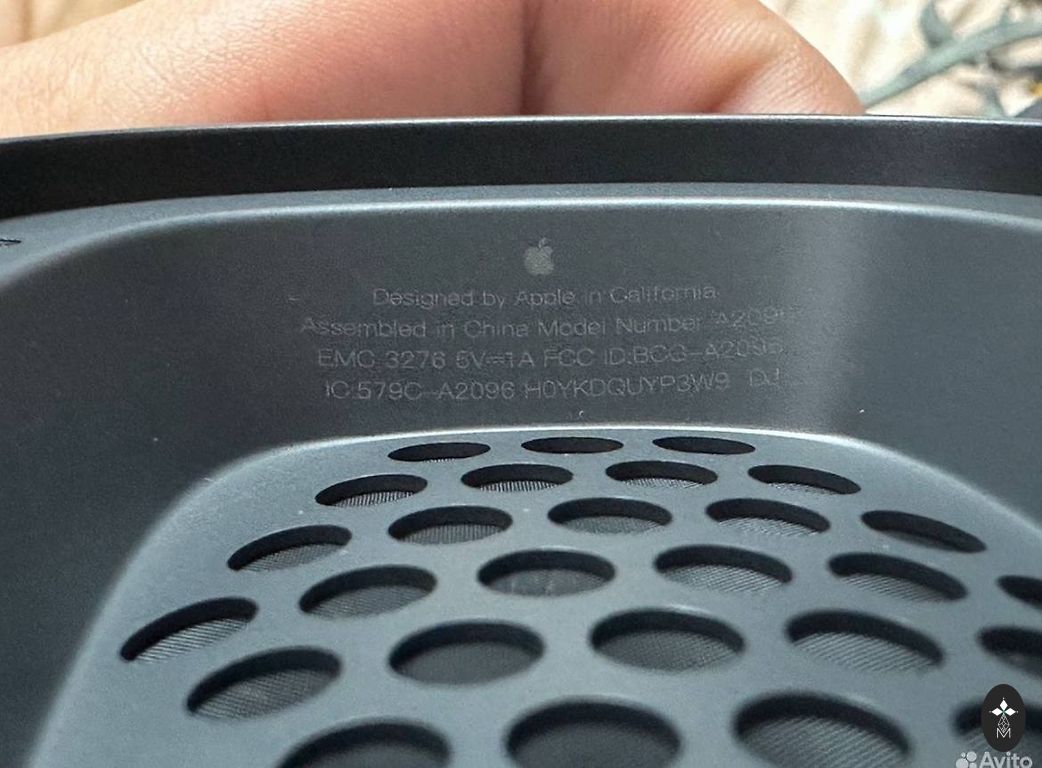 Designed by Apple in California
Assembled in China Model Number A2096
EMC 3276 5V⎓1A FCC ID:BCG-A2096
IC:579C-A2096 H0YKDQUYP3W9 DJ
M
Avito